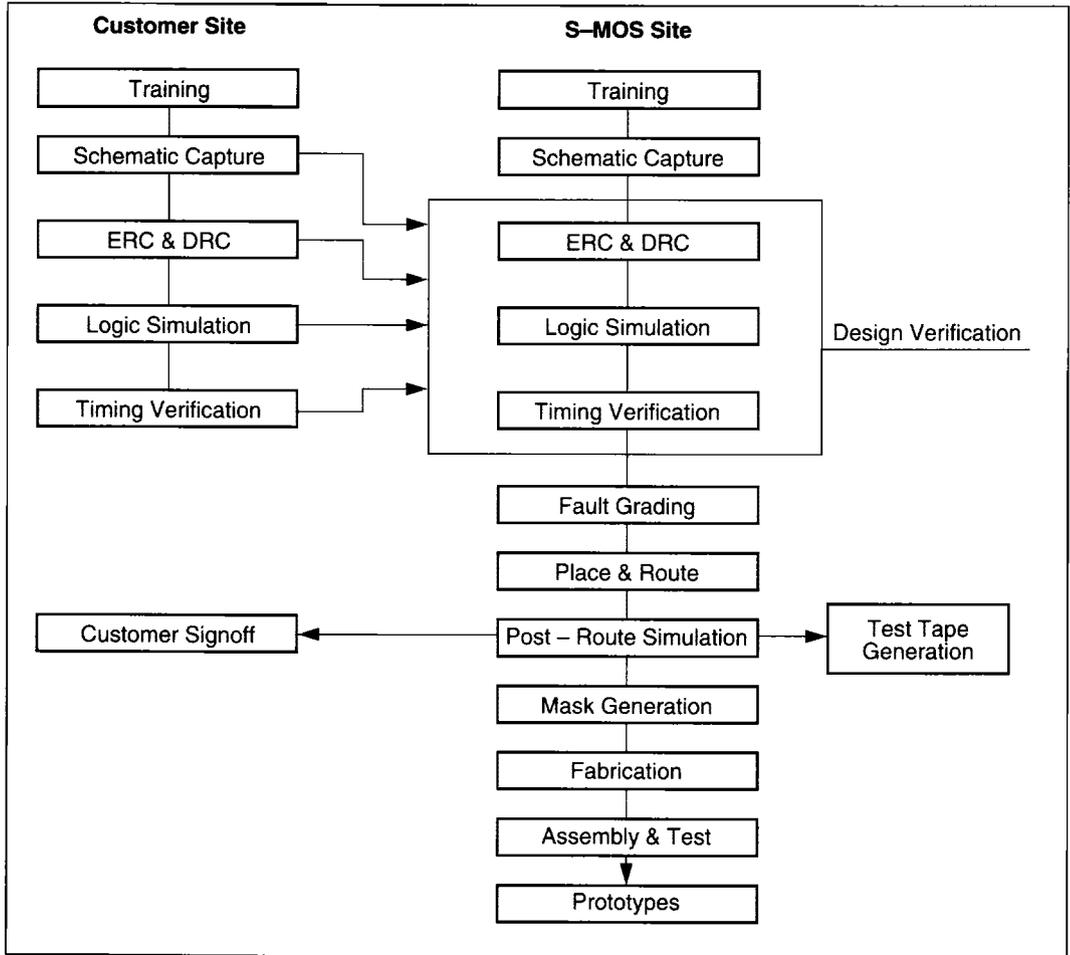 Customer Site
S–MOS Site
Training
Training
Schematic Capture
Schematic Capture
ERC & DRC
ERC & DRC
Logic Simulation
Logic Simulation
Design Verification
Timing Verification
Timing Verification
Fault Grading
Place & Route
Customer Signoff
Post – Route Simulation
Test Tape
Generation
Mask Generation
Fabrication
Assembly & Test
Prototypes